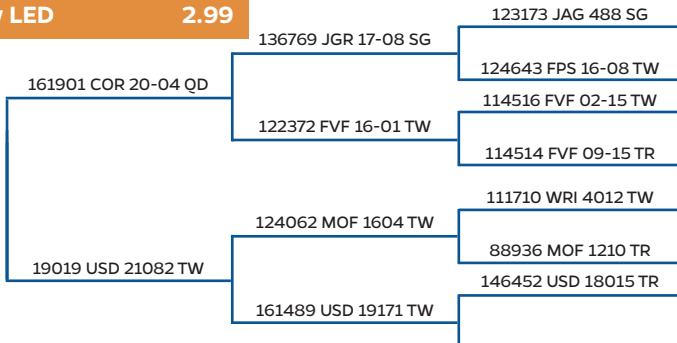 LED 2.99
123173 JAG 488 SG
136769 JGR 17-08 SG
124643 FPS 16-08 TW
161901 COR 20-04 QD
114516 FVF 02-15 TW
122372 FVF 16-01 TW
114514 FVF 09-15 TR
111710 WRI 4012 TW
124062 MOF 1604 TW
88936 MOF 1210 TR
19019 USD 21082 TW
146452 USD 18015 TR
161489 USD 19171 TW